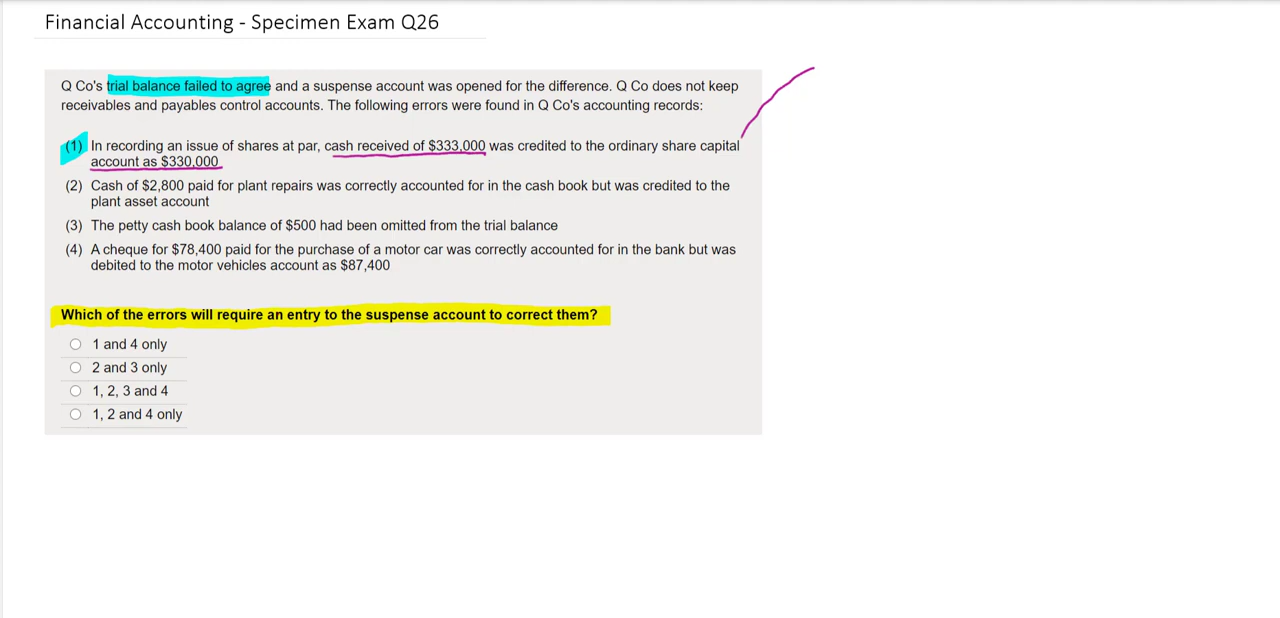 Financial Accounting - Specimen Exam Q26
Q Co's trial balance failed to agree and a suspense account was opened for the difference. Q Co does not keep
receivables and payables control accounts. The following errors were found in Q Co's accounting records:
(1) In recording an issue of shares at par, cash received of $333,000 was credited to the ordinary share capital
account as $330,000
(2) Cash of $2,800 paid for plant repairs was correctly accounted for in the cash book but was credited to the
plant asset account
(3) The petty cash book balance of $500 had been omitted from the trial balance
(4) A cheque for $78,400 paid for the purchase of a motor car was correctly accounted for in the bank but was
debited to the motor vehicles account as $87,400
Which of the errors will require an entry to the suspense account to correct them?
1 and 4 only
2 and 3 only
1, 2, 3 and 4
1, 2 and 4 only